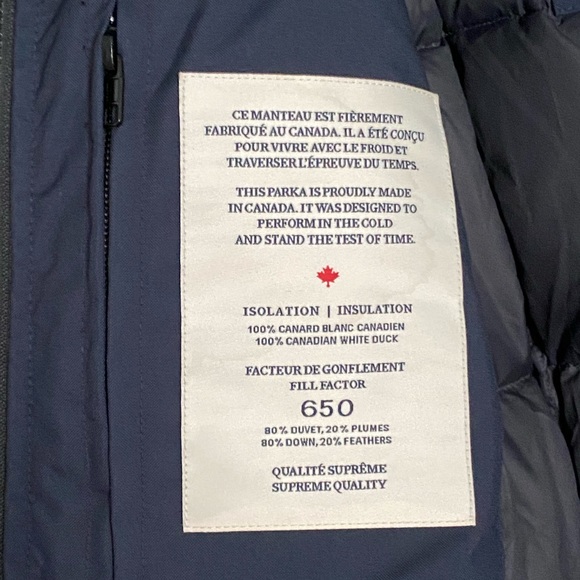 CE MANTEAU EST FIÈREMENT
FABRIQUÉ AU CANADA. IL A ÉTÉ CONÇU
POUR VIVRE AVEC LE FROID ET
TRAVERSER L'ÉPREUVE DU TEMPS.
THIS PARKA IS PROUDLY MADE
IN CANADA. IT WAS DESIGNED TO
PERFORM IN THE COLD
AND STAND THE TEST OF TIME.
ISOLATION | INSULATION
100% CANARD BLANC CANADIEN
100% CANADIAN WHITE DUCK
FACTEUR DE GONFLEMENT
FILL FACTOR
650
80% DUVET, 20% PLUMES
80% DOWN, 20% FEATHERS
QUALITÉ SUPRÊME
SUPREME QUALITY